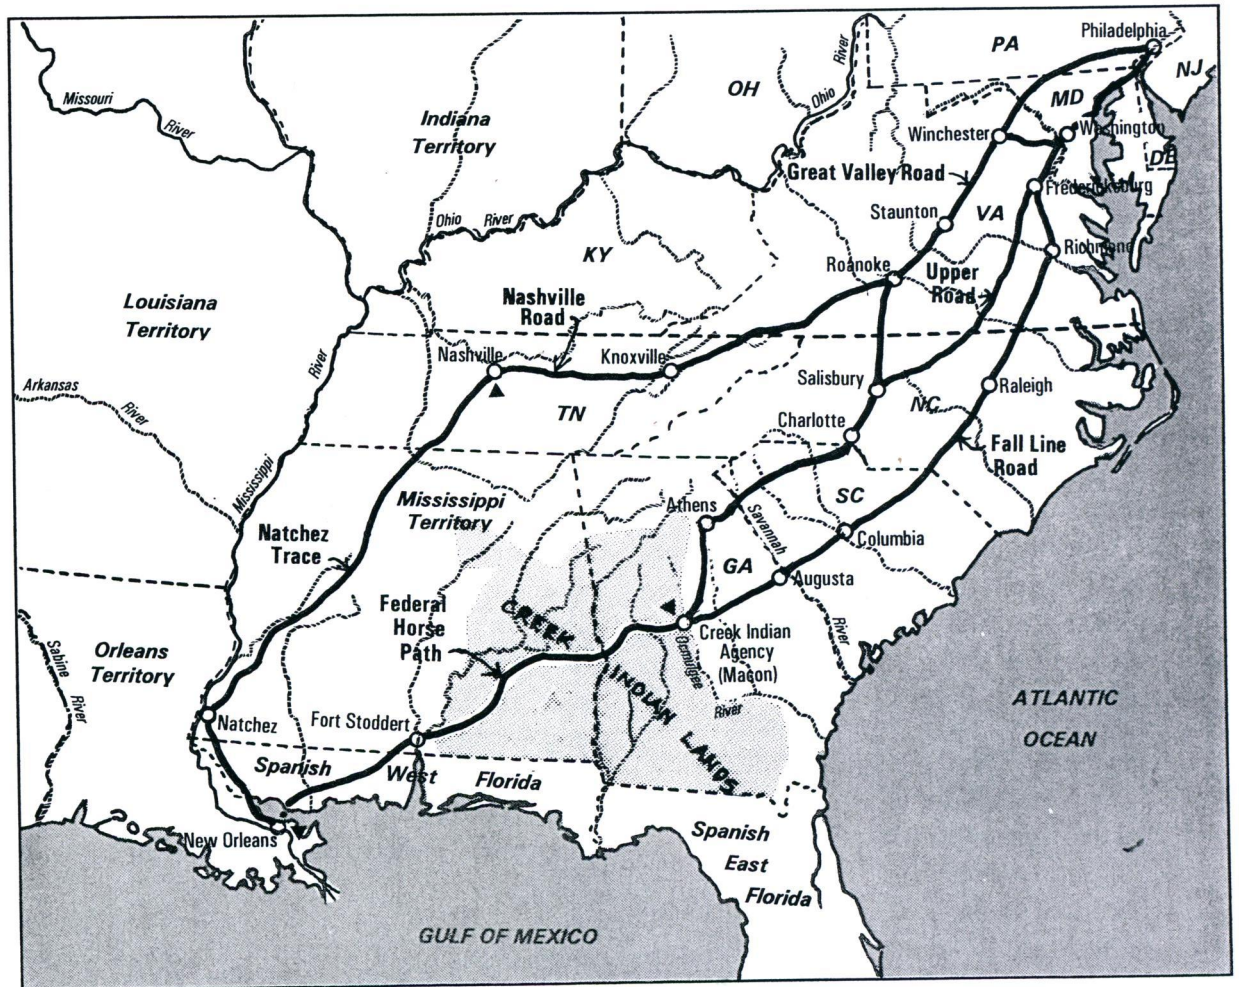 Philadelphia
PA
NJ
OH
Ohio
River
MD
Missouri
River
Indiana
Territory
Winchester
Washington
DE
Great Valley Road
Fredericksburg
Staunton
VA
Ohio River
Richmond
KY
Roanoke
Upper
Road
Nashville
Road
Louisiana
Territory
River
Nashville
Knoxville
Salisbury
Raleigh
Arkansas
River
TN
NC
Charlotte
Fall Line
Road
Mississippi
Mississippi
Territory
SC
Athens
Savannah
River
Natchez
Trace
Columbia
GA
Augusta
Federal
Horse
Path
CREEK
INDIAN
LANDS
Creek Indian
Agency
(Macon)
Ocmulgee
River
Sabine
River
Orleans
Territory
ATLANTIC
OCEAN
Natchez
Fort Stoddert
Spanish West Florida
New Orleans
Spanish
East
Florida
GULF OF MEXICO